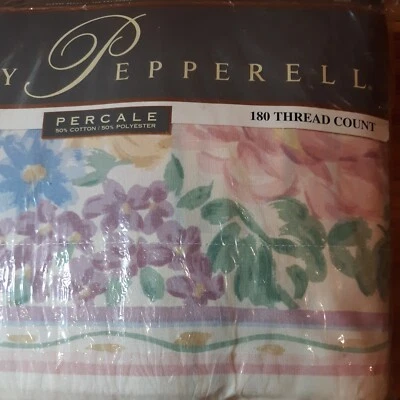 Y PEPPERELL
PERCALE
50% COTTON / 50% POLYESTER
180 THREAD COUNT